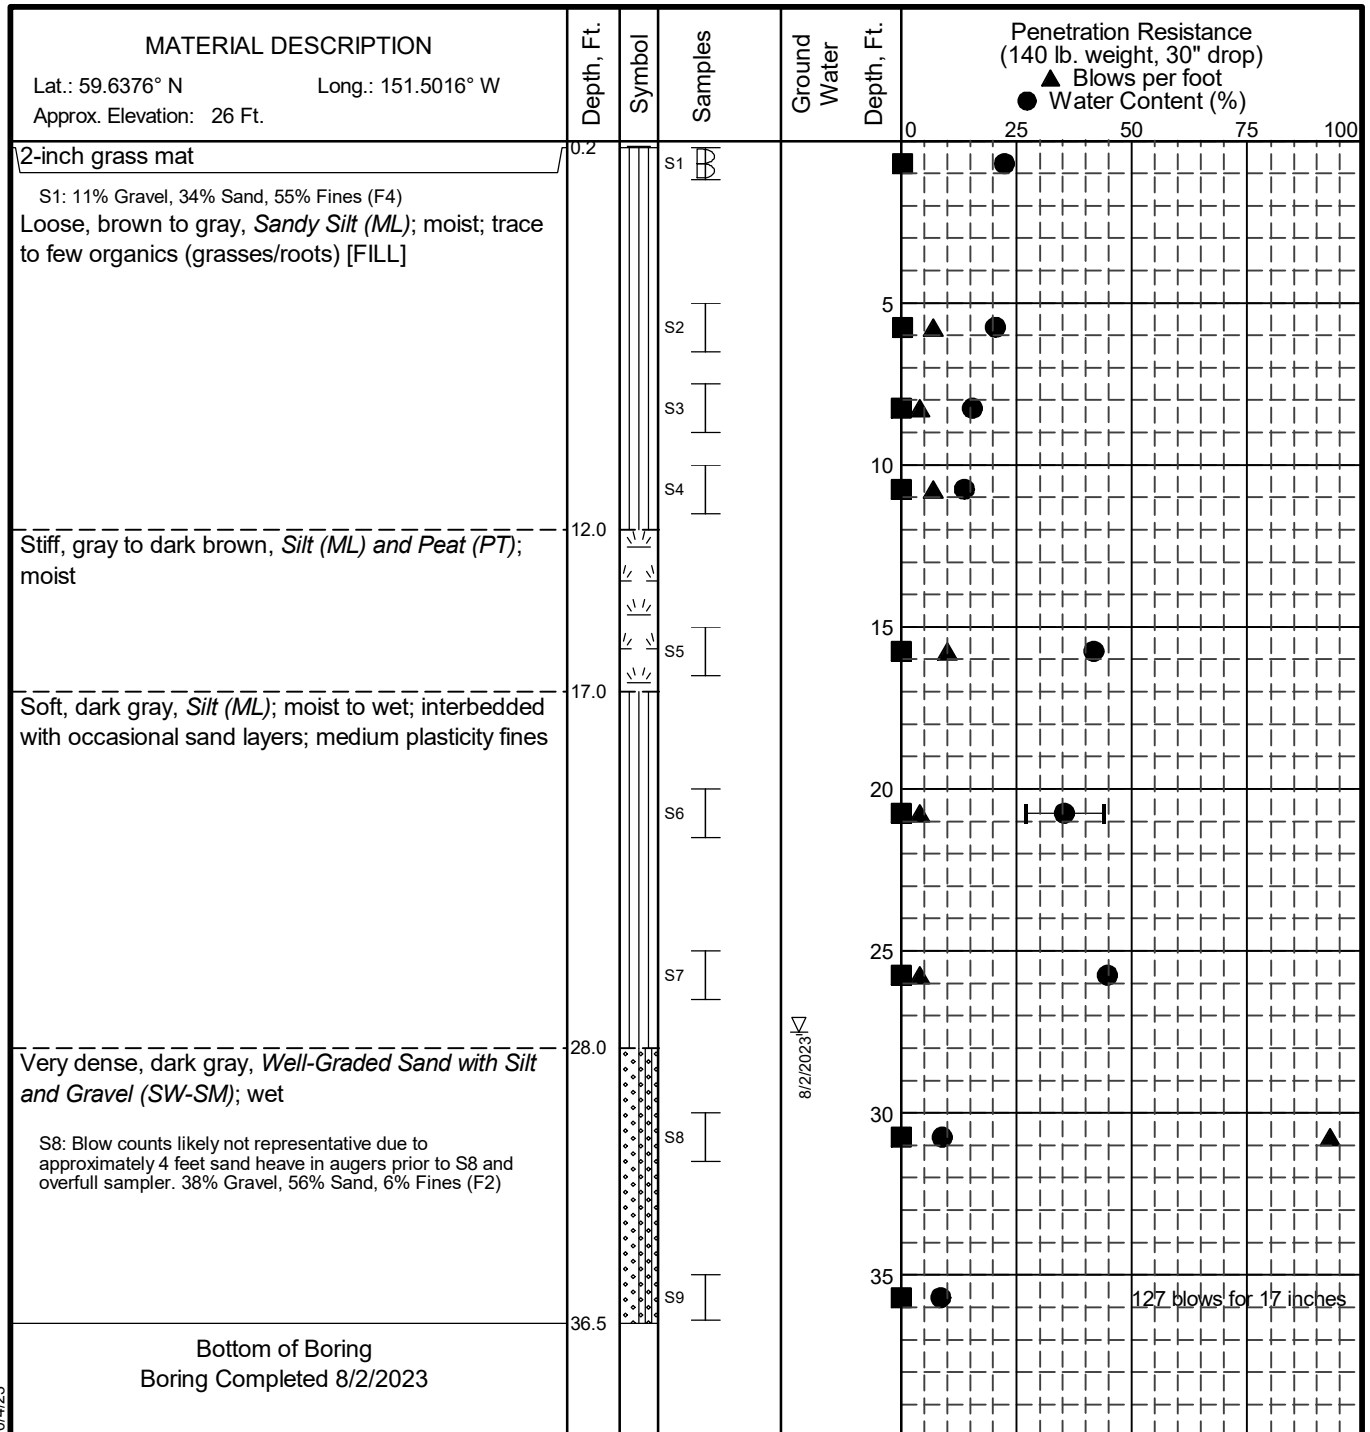 MATERIAL DESCRIPTION
Lat.: 59.6376° N Long.: 151.5016° W
Approx. Elevation: 26 Ft.
Depth, Ft.
Symbol
Samples
Ground
Water
Depth, Ft.
Penetration Resistance
(140 lb. weight, 30" drop)
▲ Blows per foot
● Water Content (%)
0 25 50 75 100
2-inch grass mat
0.2
S1
S1: 11% Gravel, 34% Sand, 55% Fines (F4)
Loose, brown to gray, Sandy Silt (ML); moist; trace
to few organics (grasses/roots) [FILL]
5
S2
S3
10
S4
12.0
Stiff, gray to dark brown, Silt (ML) and Peat (PT);
moist
15
S5
17.0
Soft, dark gray, Silt (ML); moist to wet; interbedded
with occasional sand layers; medium plasticity fines
20
S6
25
S7
8/2/2023
28.0
Very dense, dark gray, Well-Graded Sand with Silt
and Gravel (SW-SM); wet
30
S8
S8: Blow counts likely not representative due to
approximately 4 feet sand heave in augers prior to S8 and
overfull sampler. 38% Gravel, 56% Sand, 6% Fines (F2)
35
S9
127 blows for 17 inches
36.5
Bottom of Boring
Boring Completed 8/2/2023